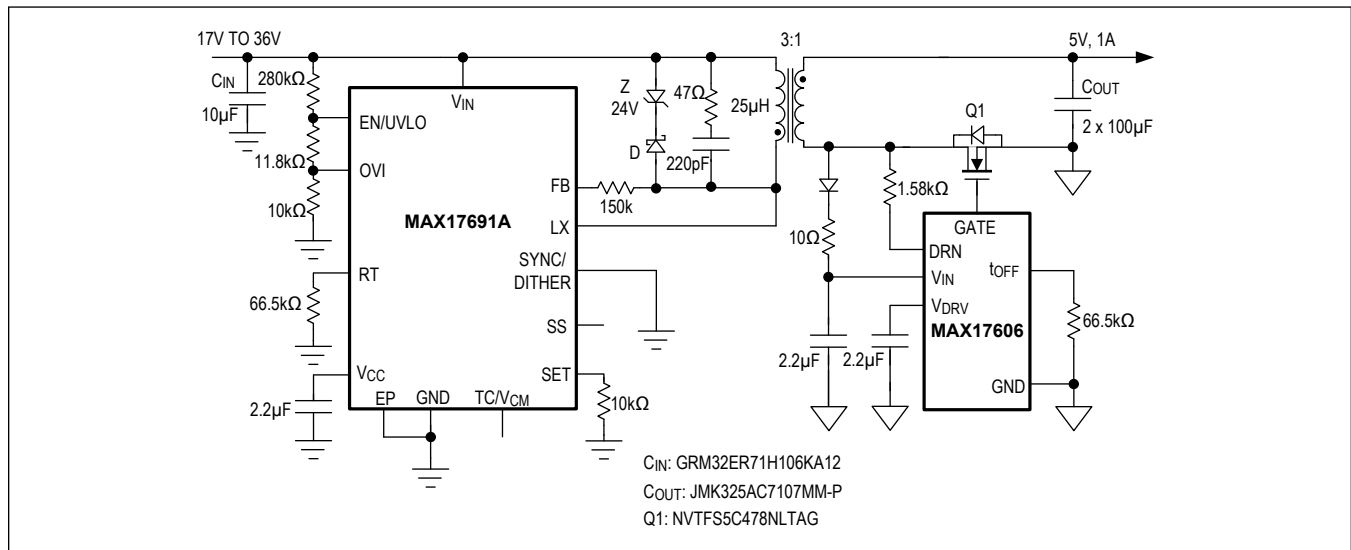 17V TO 36V
3:1
5V, 1A
CIN
10µF
280kΩ
11.8kΩ
10kΩ
VIN
EN/UVLO
OVI
RT
VCC
MAX17691A
FB
LX
SYNC/
DITHER
SS
SET
EP
GND
TC/VCM
66.5kΩ
2.2µF
10kΩ
150k
Z
24V
D
47Ω
220pF
25µH
Q1
COUT
2 x 100µF
1.58kΩ
10Ω
2.2µF
2.2µF
GATE
DRN
VIN
VDRV
tOFF
MAX17606
GND
66.5kΩ
CIN: GRM32ER71H106KA12
COUT: JMK325AC7107MM-P
Q1: NVTFS5C478NLTAG